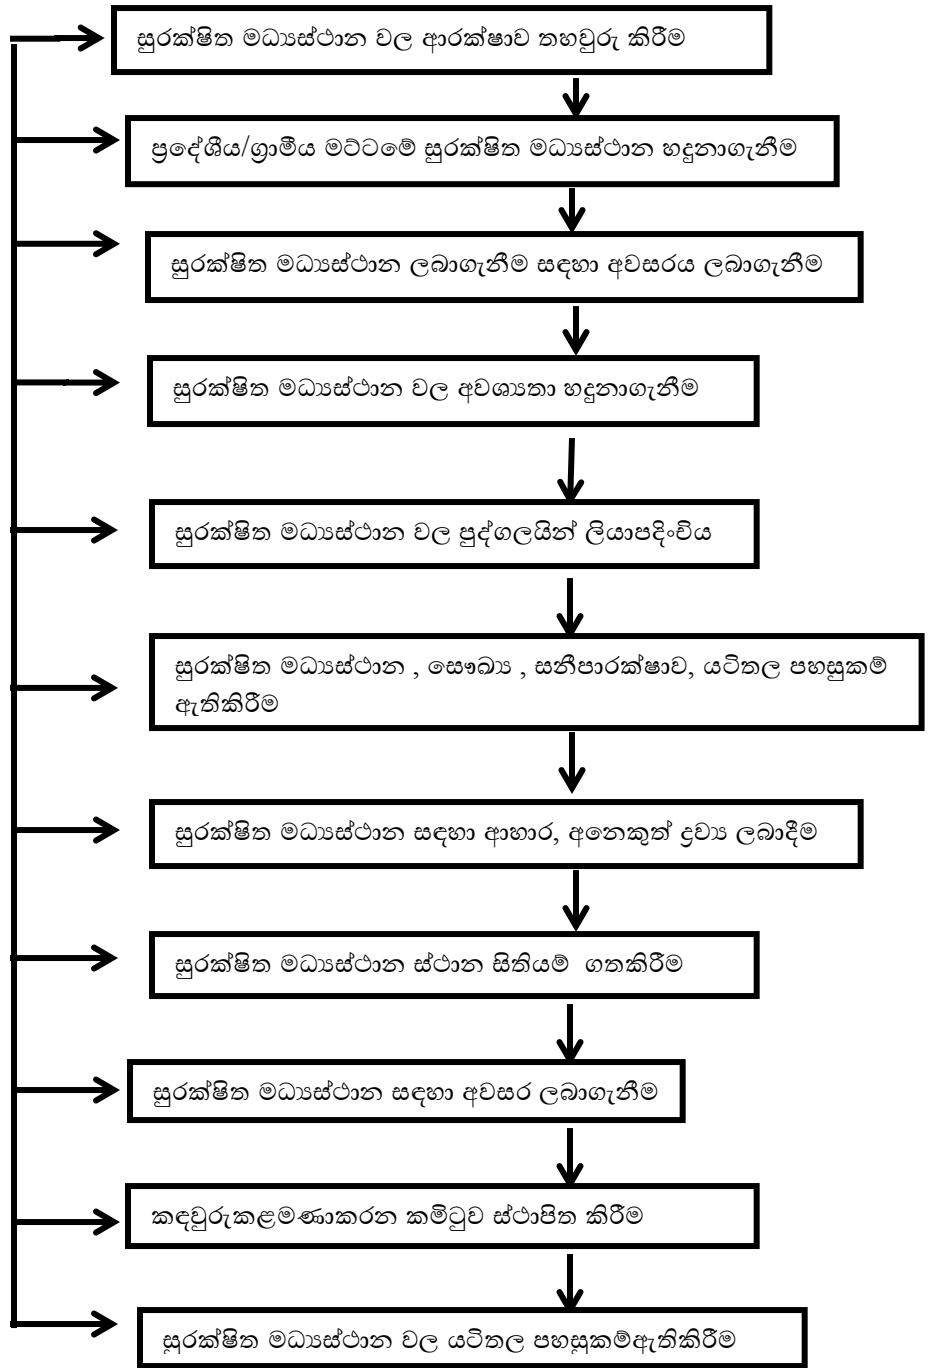 සුරක්ෂිත මධ්‍යස්ථාන වල ආරක්ෂාව තහවුරු කිරීම
ප්‍රදේශීය/ග්‍රාමීය මට්ටමේ සුරක්ෂිත මධ්‍යස්ථාන හදුනාගැනීම
සුරක්ෂිත මධ්‍යස්ථාන ලබාගැනීම සඳහා අවසරය ලබාගැනීම
සුරක්ෂිත මධ්‍යස්ථාන වල අවශ්‍යතා හදුනාගැනීම
සුරක්ෂිත මධ්‍යස්ථාන වල පුද්ගලයින් ලියාපදිංචිය
සුරක්ෂිත මධ්‍යස්ථාන , සෞඛ්‍ය , සනීපාරක්ෂාව, යටිතල පහසුකම්
ඇතිකිරීම
සුරක්ෂිත මධ්‍යස්ථාන සඳහා ආහාර, අනෙකුත් ද්‍රව්‍ය ලබාදීම
සුරක්ෂිත මධ්‍යස්ථාන ස්ථාන සිතියම් ගතකිරීම
සුරක්ෂිත මධ්‍යස්ථාන සඳහා අවසර ලබාගැනීම
කඳවුරුකළමණාකරන කමිටුව ස්ථාපිත කිරීම
සුරක්ෂිත මධ්‍යස්ථාන වල යටිතල පහසුකම්ඇතිකිරීම